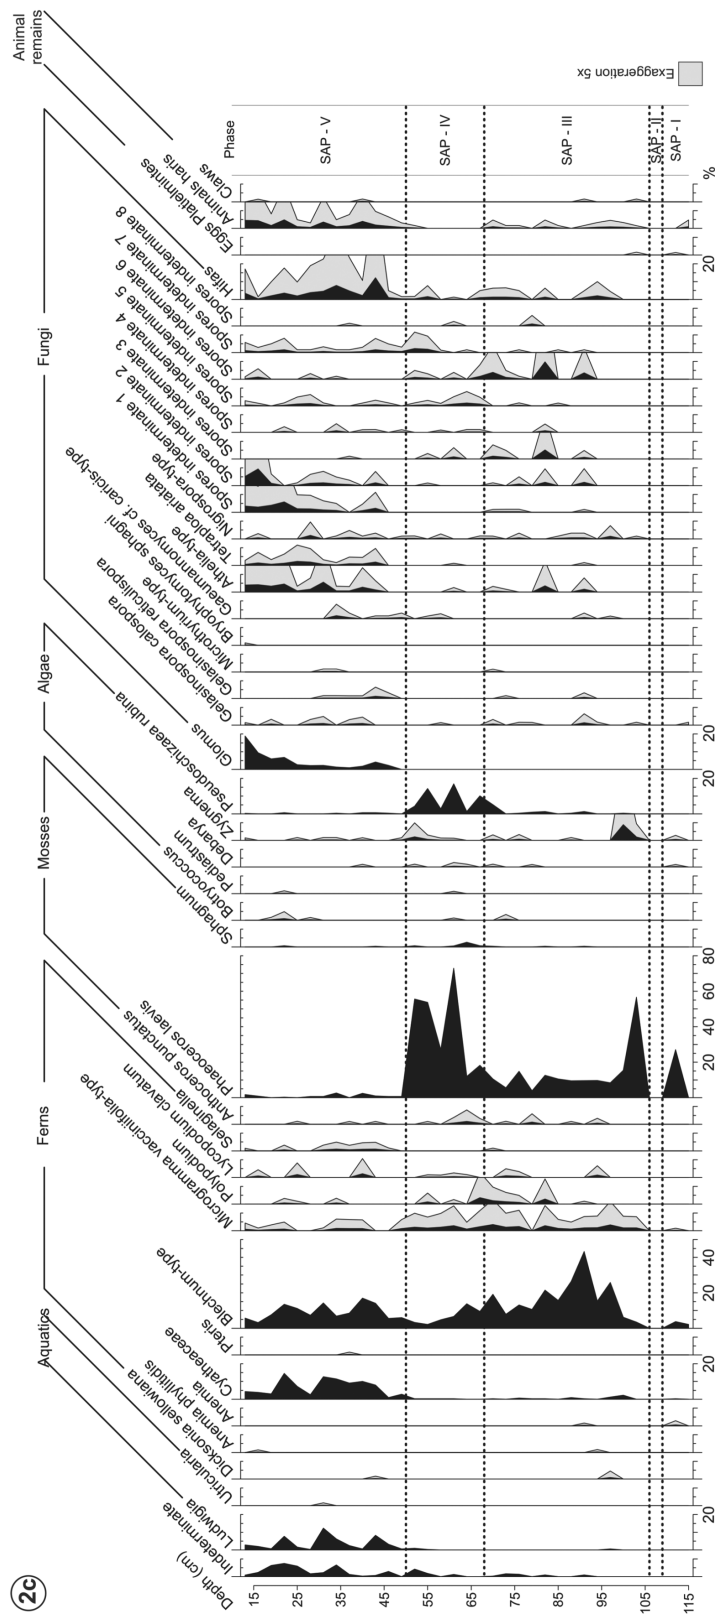 2c
Aquatics
Ferns
Mosses
Algae
Fungi
Animal
remains
Depth (cm)
Indeterminate
Ludwigia
Utricularia
Dicksonia sellowiana
Anemia phyllitidis
Anemia
Cyatheaceae
Pteris
Blechnum-type
Microgramma vacciniifolia-type
Polypodium
Lycopodium clavatum
Selaginella
Anthoceros punctatus
Phaeoceros laevis
Sphagnum
Botryococcus
Pediastrum
Debarya
Zygnema
Pseudoschizaea rubina
Glomus
Gelasinospora calospora
Gelasinospora reticulispora
Microthyrium-type
Bryophytomyces sphagni
Gaeumannomyces cf. caricis-type
Athelia-type
Tetraploa aristata
Nigrospora-type
Spores indeterminate 1
Spores indeterminate 2
Spores indeterminate 3
Spores indeterminate 4
Spores indeterminate 5
Spores indeterminate 6
Spores indeterminate 7
Spores indeterminate 8
Hifas
Eggs Platielmintes
Animals haris
Claws
Phase
SAP - V
SAP - IV
SAP - III
SAP - II
SAP - I
Exaggeration 5x
15
25
35
45
55
65
75
85
95
105
115
20
20
20
40
20
40
60
80
20
20
20
%